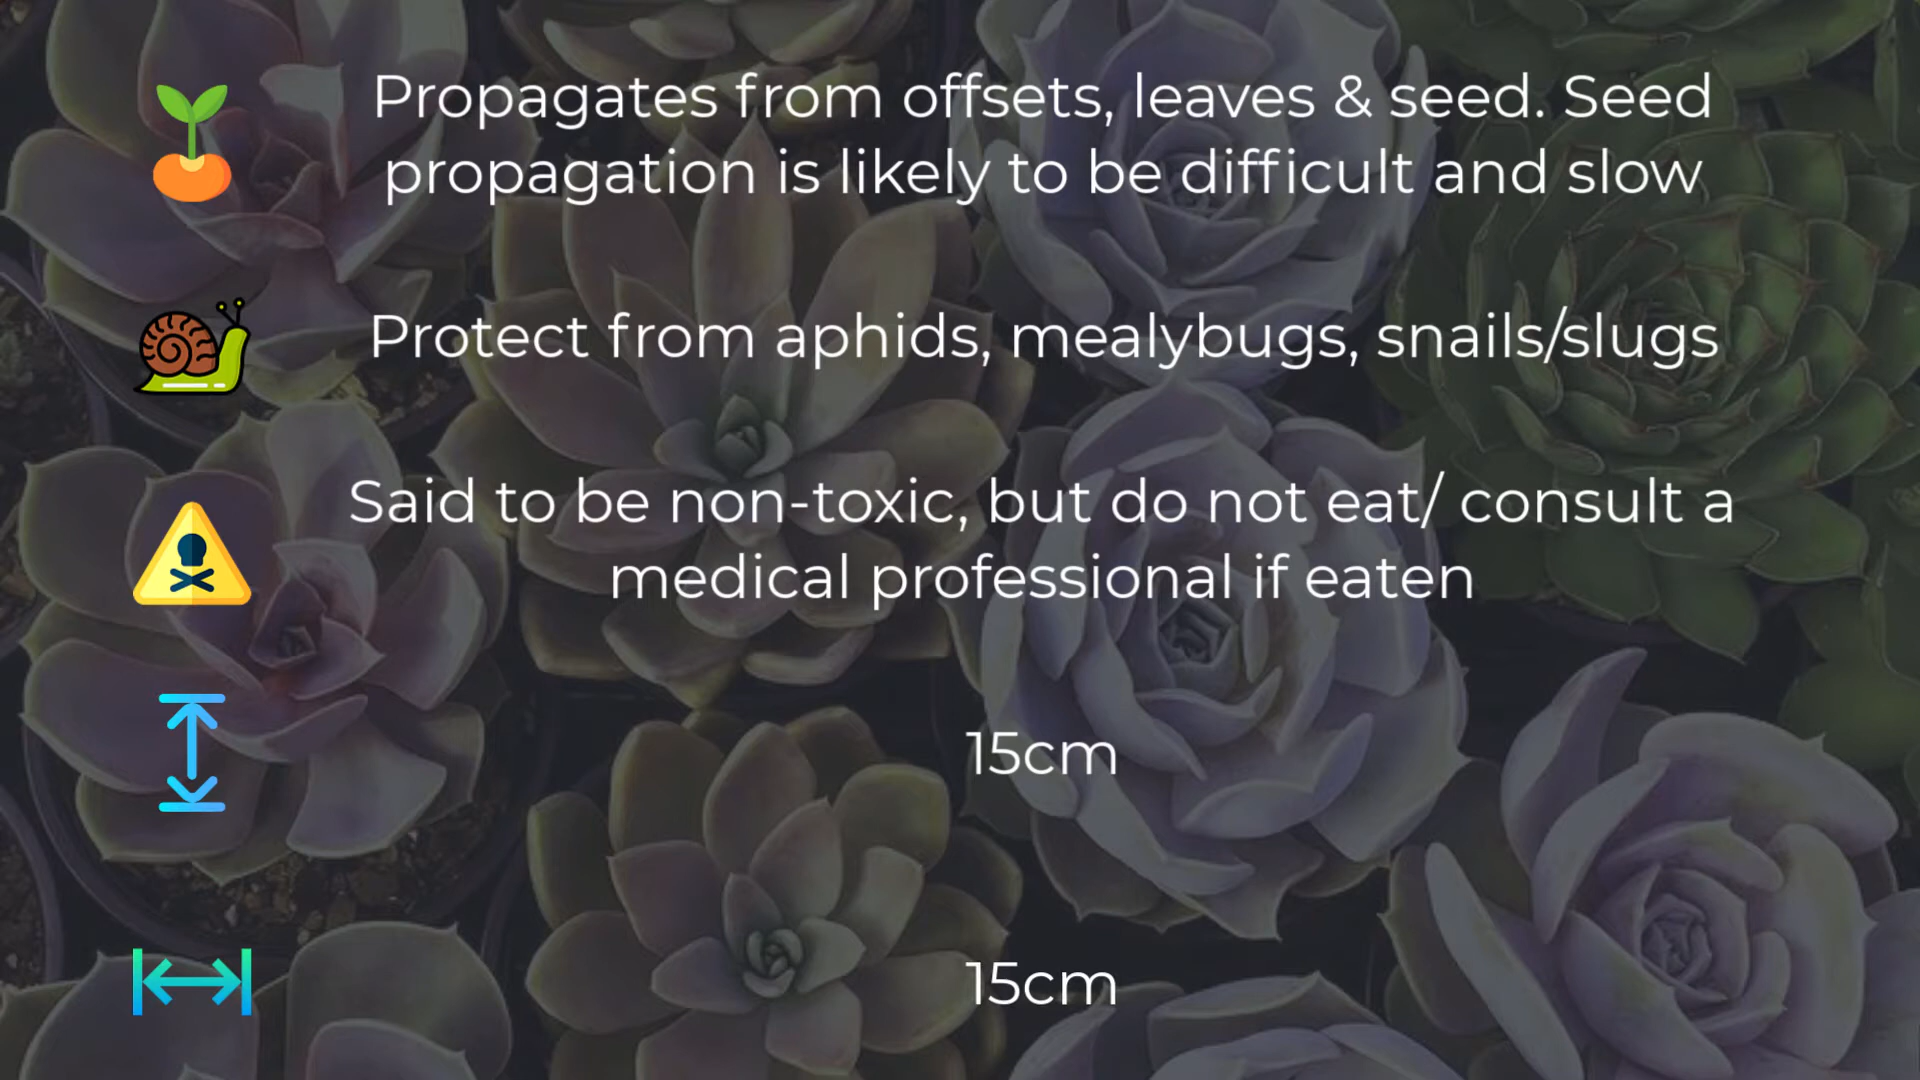 Propagates from offsets, leaves & seed. Seed
propagation is likely to be difficult and slow
Protect from aphids, mealybugs, snails/slugs
Said to be non-toxic, but do not eat/ consult a
medical professional if eaten
15cm
15cm